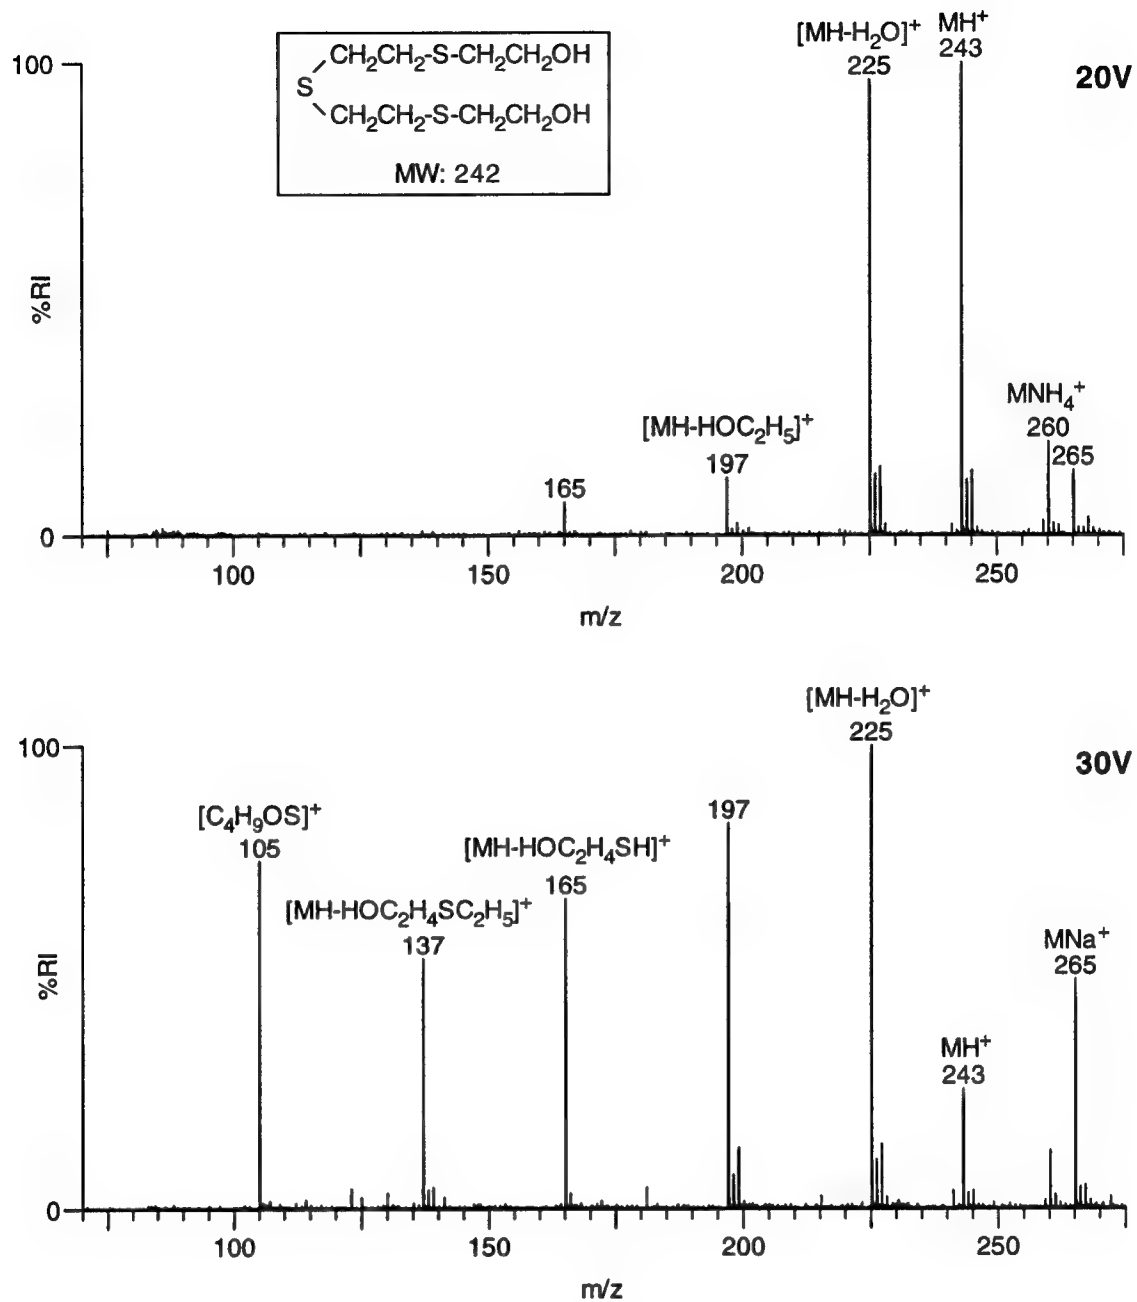 [MH-H₂O]⁺ MH⁺
225 243
100
20V
CH₂CH₂-S-CH₂CH₂OH
S
CH₂CH₂-S-CH₂CH₂OH
MW: 242
%RI
MNH₄⁺
260
265
[MH-HOC₂H₅]⁺
197
165
0
100 150 200 250
m/z
[MH-H₂O]⁺
225
100
30V
[C₄H₉OS]⁺
105
197
[MH-HOC₂H₄SH]⁺
165
[MH-HOC₂H₄SC₂H₅]⁺
137
MNa⁺
265
%RI
MH⁺
243
0
100 150 200 250
m/z